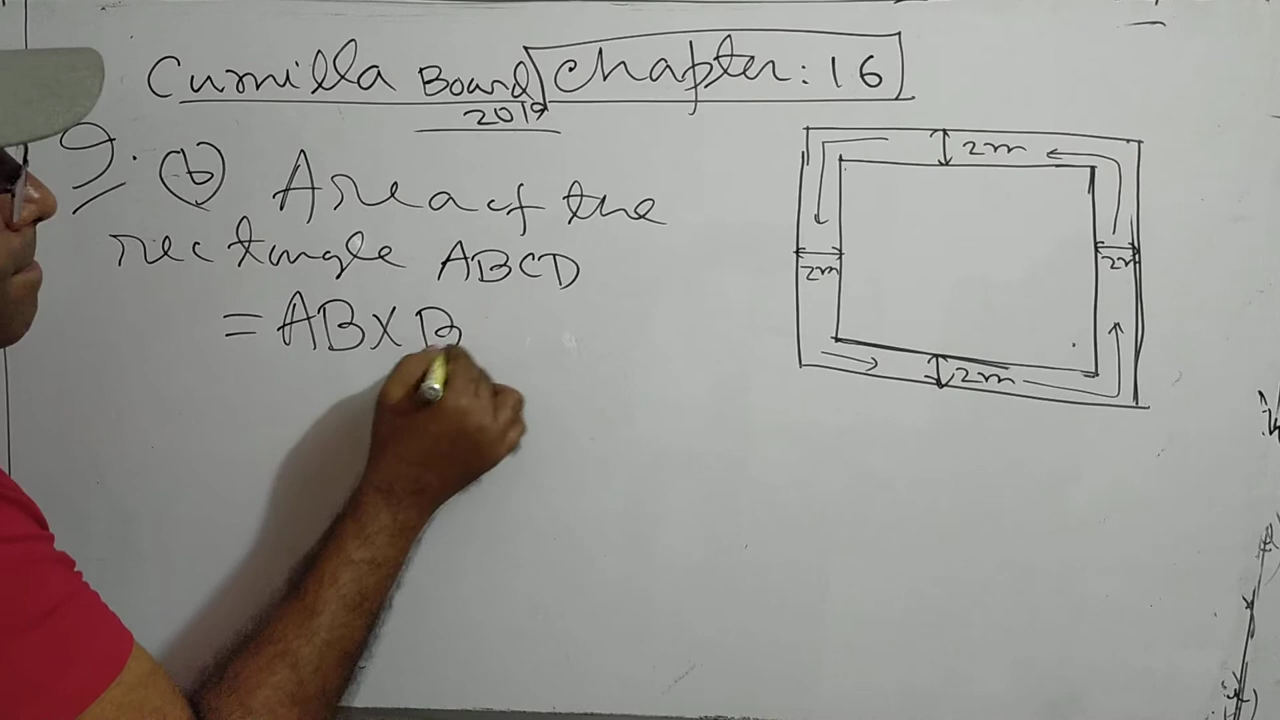 Cumilla Board Chapter: 16
2019
9. (b) Area of the
rectangle ABCD
= AB X B
2m
2m
2m
2m